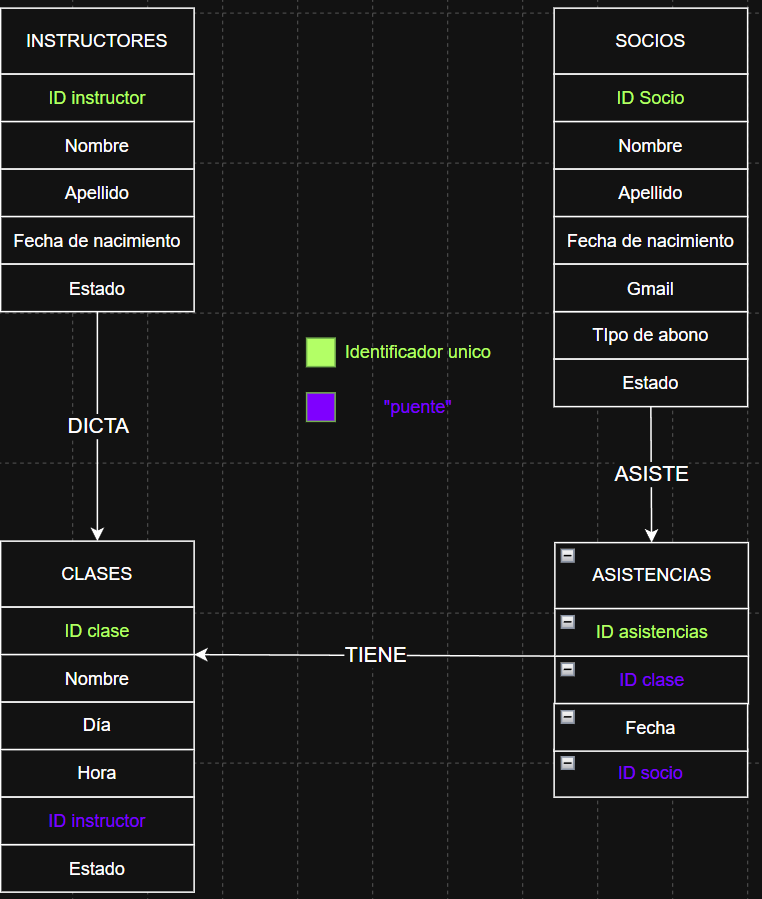 INSTRUCTORES
ID instructor
Nombre
Apellido
Fecha de nacimiento
Estado
SOCIOS
ID Socio
Nombre
Apellido
Fecha de nacimiento
Gmail
TIpo de abono
Estado
Identificador unico
"puente"
DICTA
ASISTE
CLASES
ID clase
Nombre
Día
Hora
ID instructor
Estado
TIENE
ASISTENCIAS
ID asistencias
ID clase
Fecha
ID socio